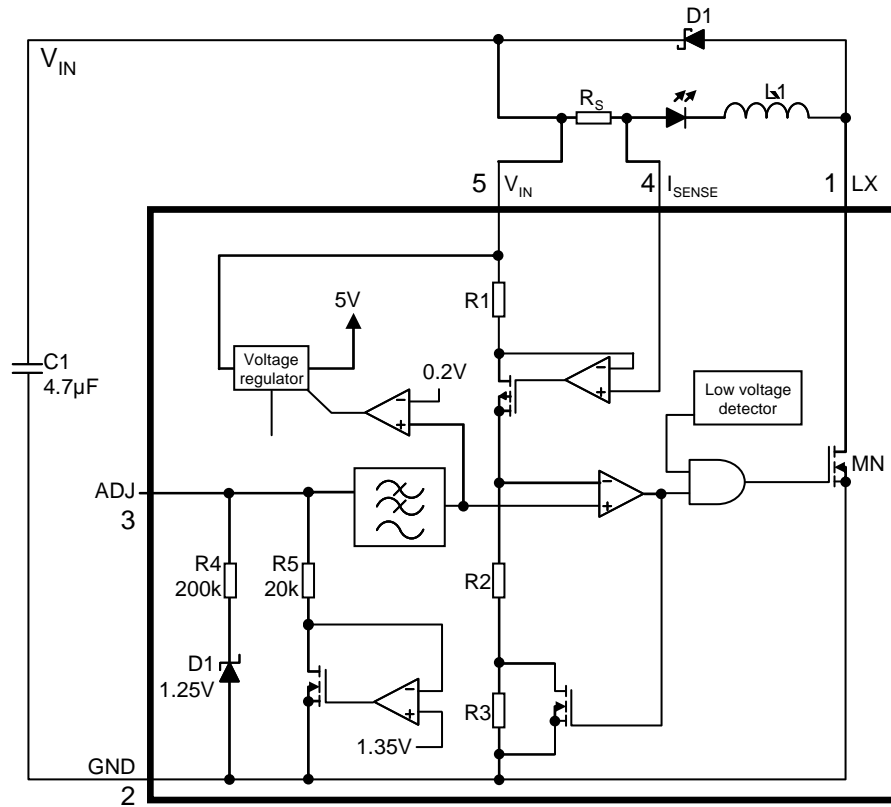 D1
VIN
RS
L1
5
VIN
4
ISENSE
1
LX
R1
5V
Voltage
regulator
0.2V
C1
4.7µF
Low voltage
detector
MN
ADJ
3
R4
200k
R5
20k
R2
D1
1.25V
R3
1.35V
GND
2